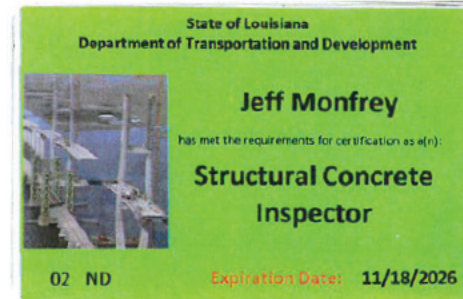 State of Louisiana
Department of Transportation and Development
Jeff Monfrey
has met the requirements for certification as a(n):
Structural Concrete
Inspector
02 ND
Expiration Date: 11/18/2026